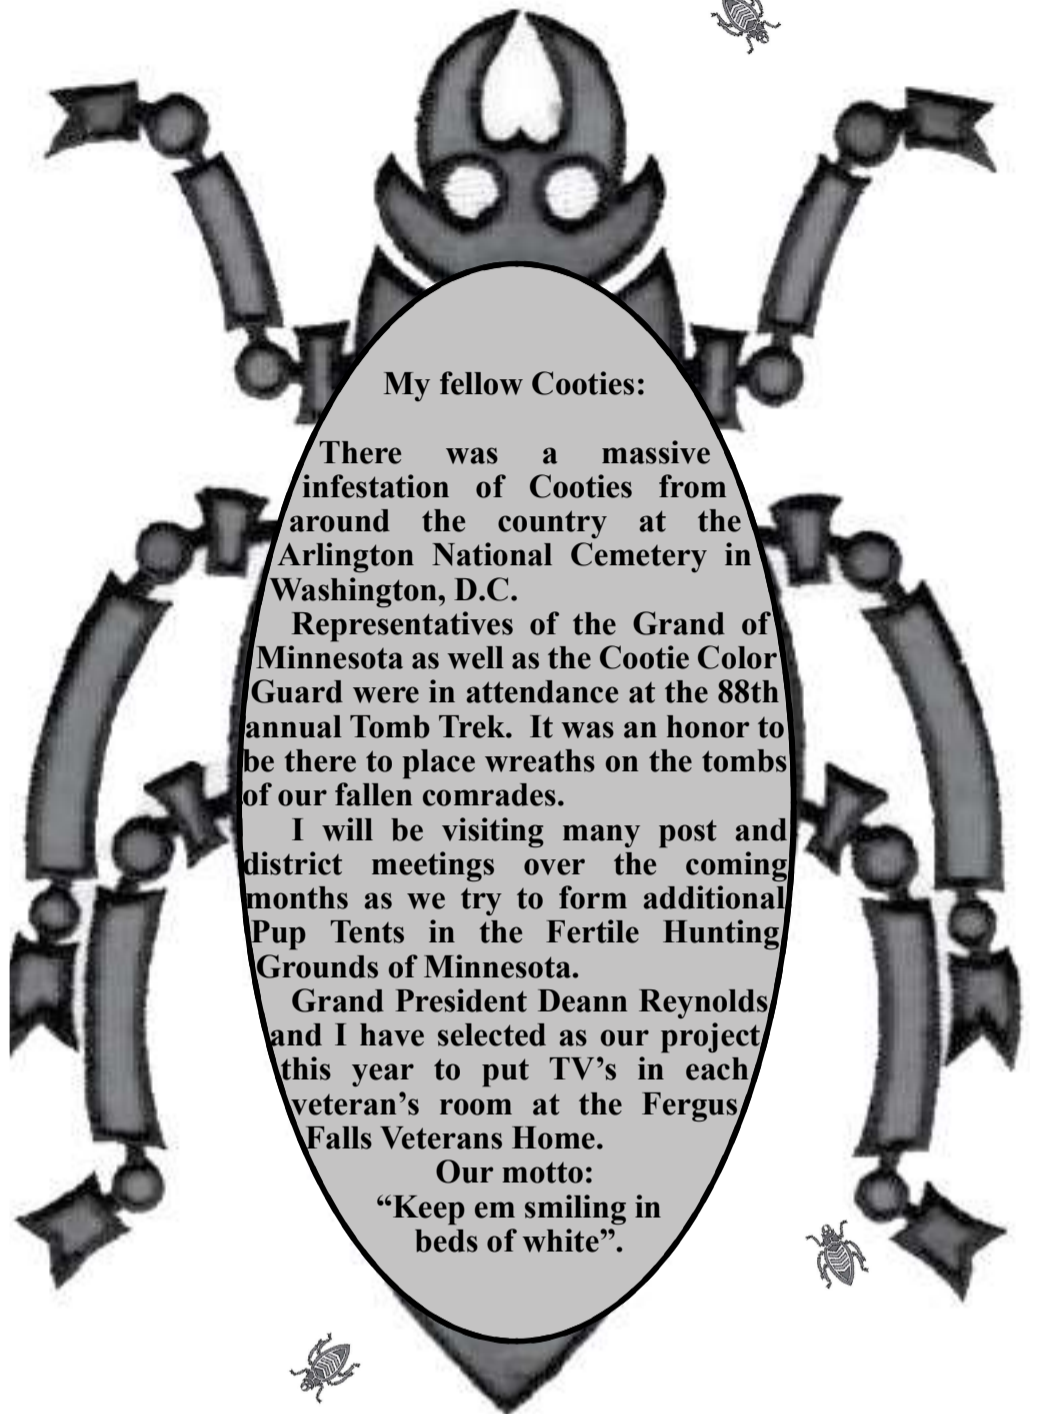 My fellow Cooties:
There was a massive
infestation of Cooties from
around the country at the
Arlington National Cemetery in
Washington, D.C.
Representatives of the Grand of
Minnesota as well as the Cootie Color
Guard were in attendance at the 88th
annual Tomb Trek.  It was an honor to
be there to place wreaths on the tombs
of our fallen comrades.
I will be visiting many post and
district meetings over the coming
months as we try to form additional
Pup Tents in the Fertile Hunting
Grounds of Minnesota.
Grand President Deann Reynolds
and I have selected as our project
this year to put TV’s in each
veteran’s room at the Fergus
Falls Veterans Home.
Our motto:
“Keep em smiling in
beds of white”.